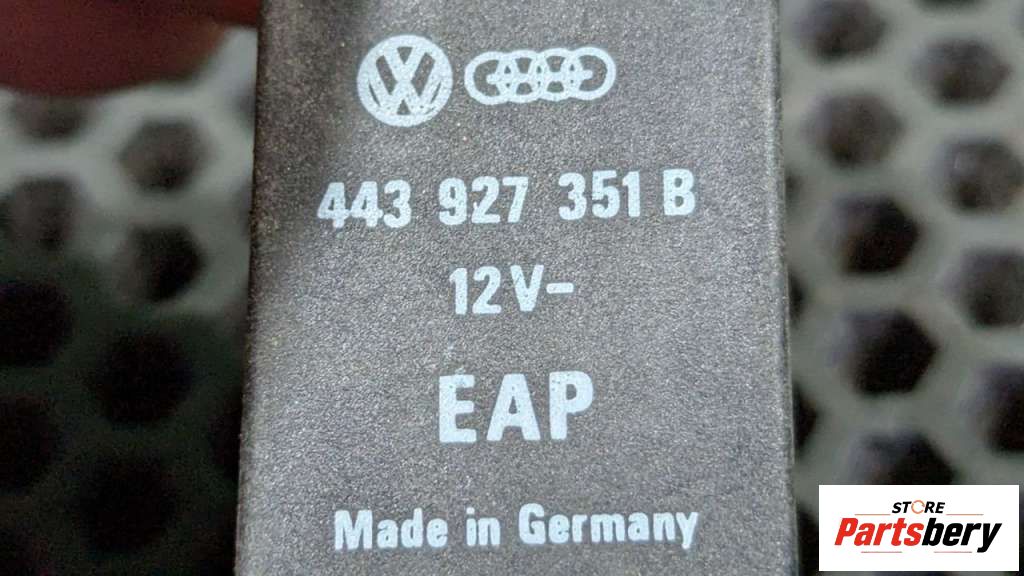 VW
443 927 351 B
12V-
EAP
Made in Germany
STORE
Partsbery